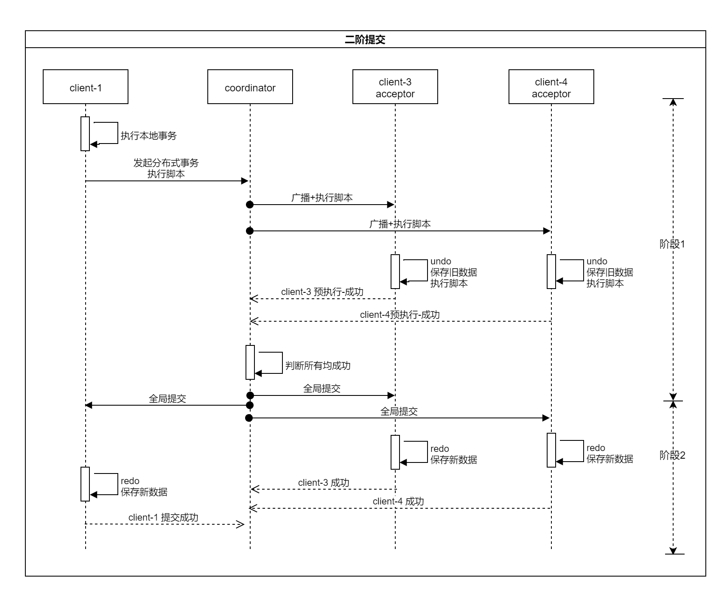 二阶提交
client-1
coordinator
client-3
acceptor
client-4
acceptor
执行本地事务
发起分布式事务
执行脚本
广播+执行脚本
广播+执行脚本
阶段1
undo
保存旧数据
执行脚本
undo
保存旧数据
执行脚本
client-3 预执行-成功
client-4预执行-成功
判断所有均成功
全局提交
全局提交
全局提交
redo
保存新数据
redo
保存新数据
阶段2
redo
保存新数据
client-3 成功
client-4 成功
client-1 提交成功